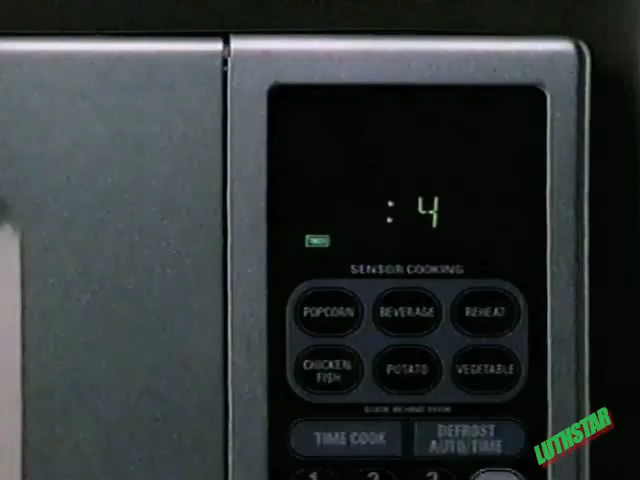 : 4
SENSOR COOKING
POPCORN BEVERAGE REHEAT
CHICKEN/FISH POTATO VEGETABLE
TIME COOK DEFROST AUTO/TIME
1 2 3
LUTHSTAR